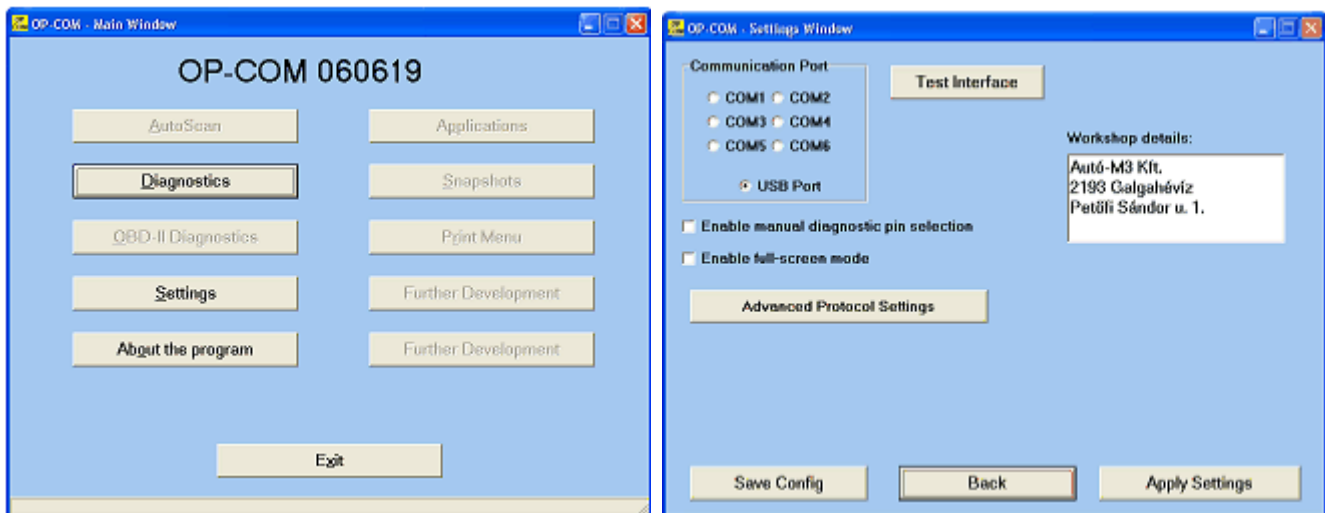 OP-COM - Main Window
OP-COM 060619
AutoScan
Applications
Diagnostics
Snapshots
OBD-II Diagnostics
Print Menu
Settings
Further Development
About the program
Further Development
Exit
OP-COM - Settings Window
Communication Port
COM1 COM2
COM3 COM4
COM5 COM6
USB Port
Test Interface
Workshop details:
Autó-M3 Kft.
2193 Galgahévíz
Petőfi Sándor u. 1.
Enable manual diagnostic pin selection
Enable full-screen mode
Advanced Protocol Settings
Save Config
Back
Apply Settings